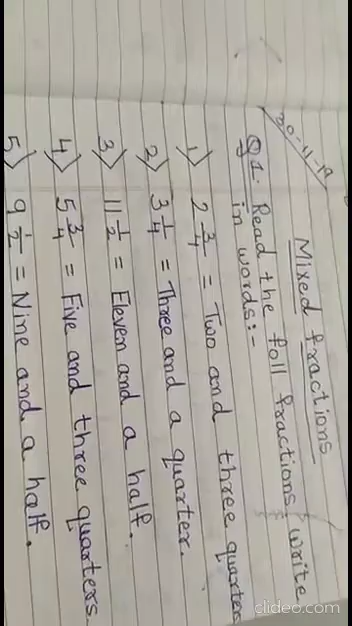 30-11-19
Mixed fractions
Q1. Read the foll fractions, write
in words:-
1) 2 3/4 = Two and three quarter
2) 3 1/4 = Three and a quarter.
3) 11 1/2 = Eleven and a half.
4) 5 3/4 = Five and three quarters.
5) 9 1/2 = Nine and a half.
clideo.com